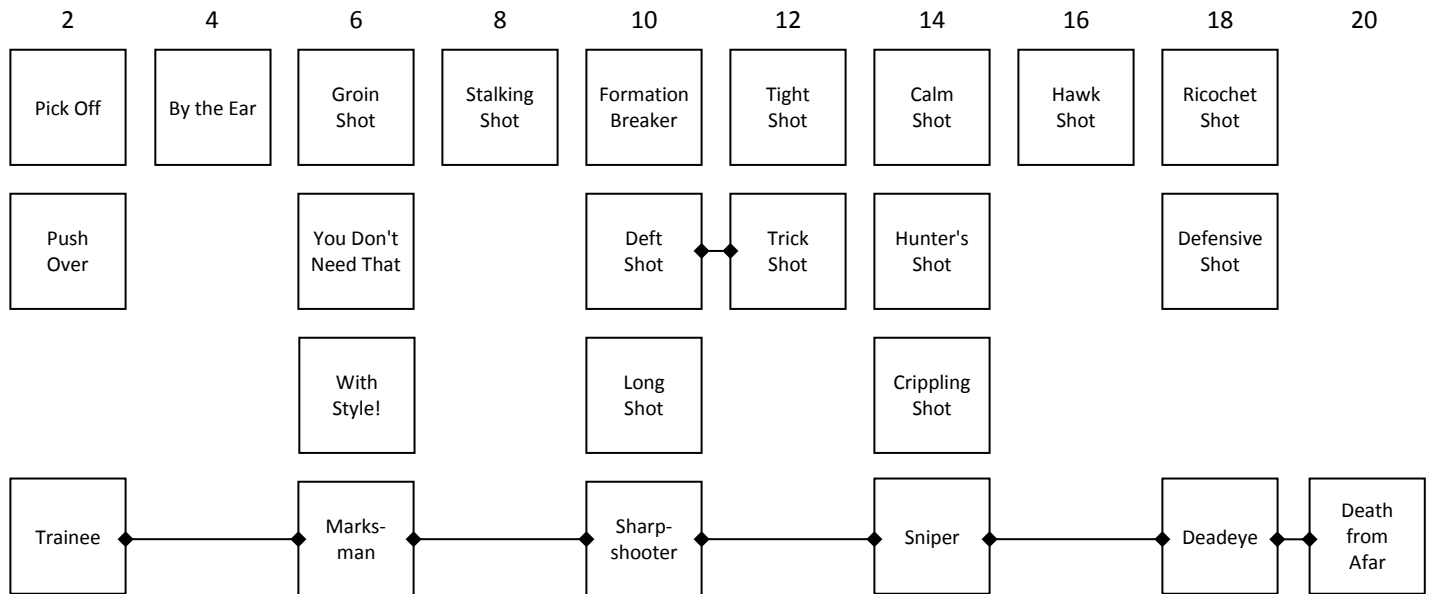 2 4 6 8 10 12 14 16 18 20
Pick Off
By the Ear
Groin
Shot
Stalking
Shot
Formation
Breaker
Tight
Shot
Calm
Shot
Hawk
Shot
Ricochet
Shot
Push
Over
You Don't
Need That
Deft
Shot
Trick
Shot
Hunter's
Shot
Defensive
Shot
With
Style!
Long
Shot
Crippling
Shot
Trainee
Marks-
man
Sharp-
shooter
Sniper
Deadeye
Death
from
Afar